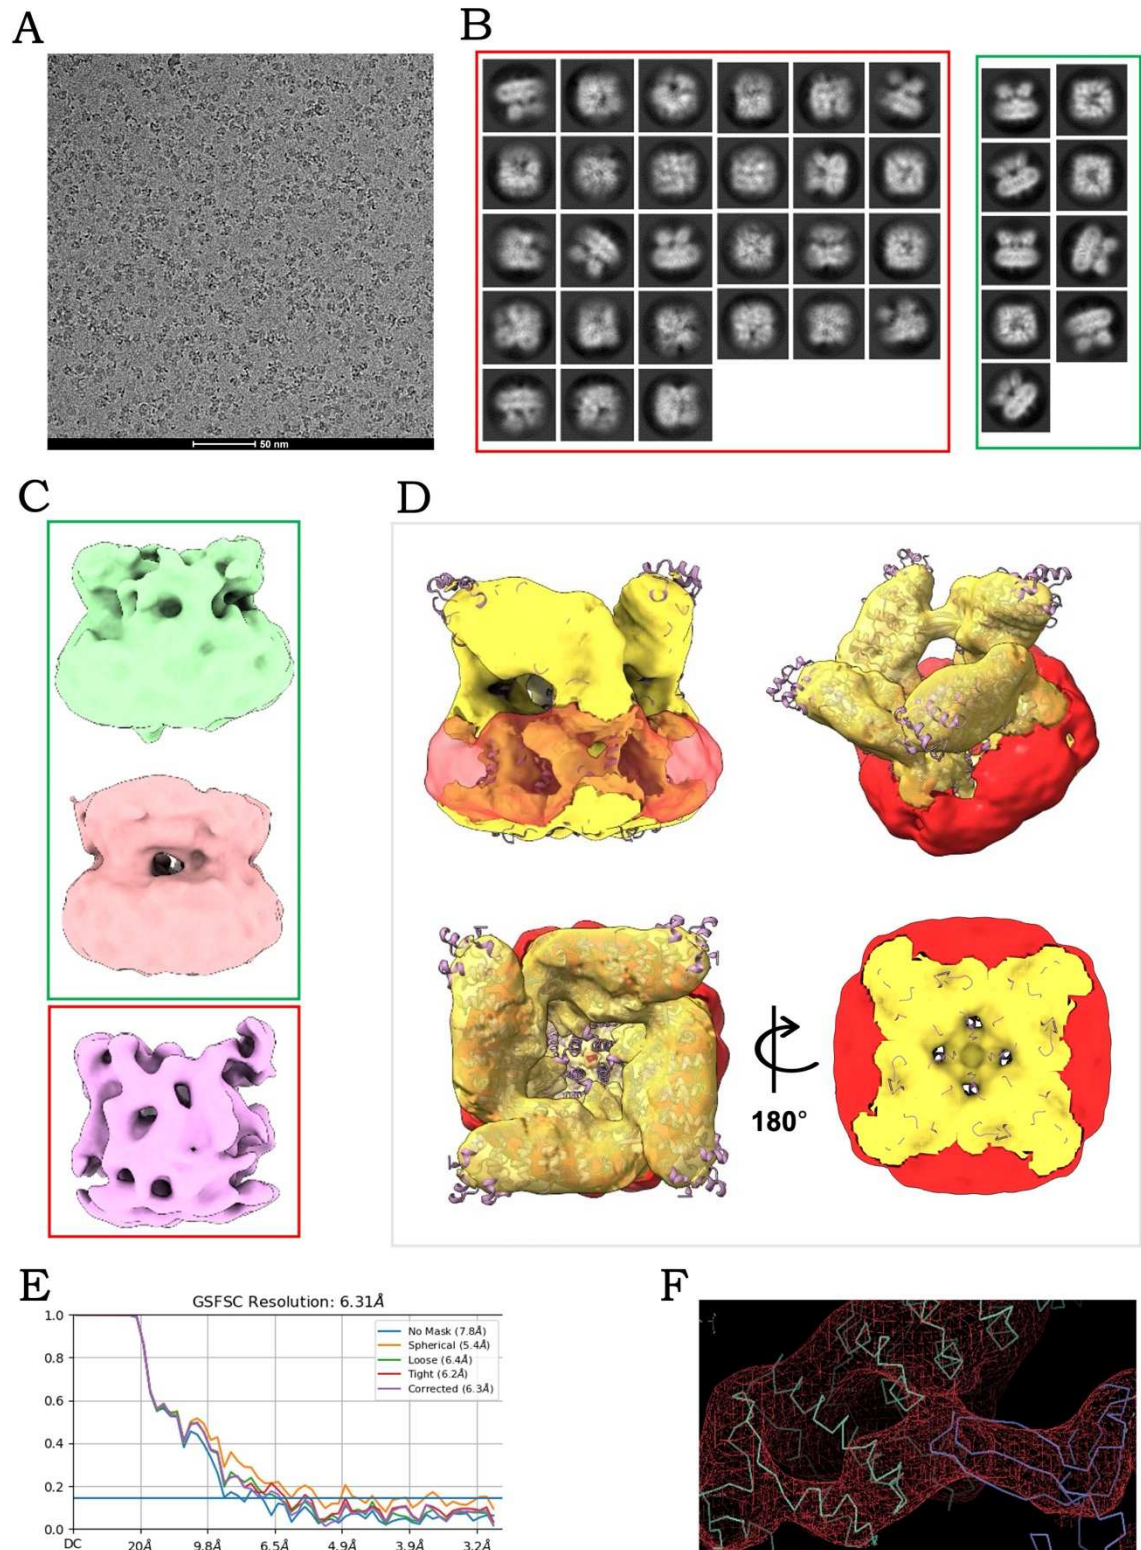 A
B
50 nm
C
D
180°
E
F
GSFSC Resolution: 6.31Å
1.0
0.8
0.6
0.4
0.2
0.0
No Mask (7.8Å)
Spherical (5.4Å)
Loose (6.4Å)
Tight (6.2Å)
Corrected (6.3Å)
DC
20Å
9.8Å
6.5Å
4.9Å
3.9Å
3.2Å